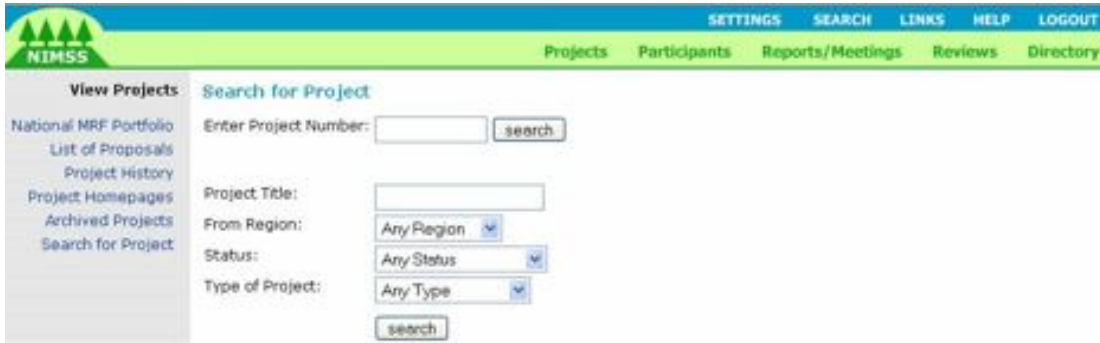 SETTINGS SEARCH LINKS HELP LOGOUT
NIMSS
Projects Participants Reports/Meetings Reviews Directory
View Projects
National MRF Portfolio
List of Proposals
Project History
Project Homepages
Archived Projects
Search for Project
Search for Project
Enter Project Number: search
Project Title:
From Region: Any Region
Status: Any Status
Type of Project: Any Type
search